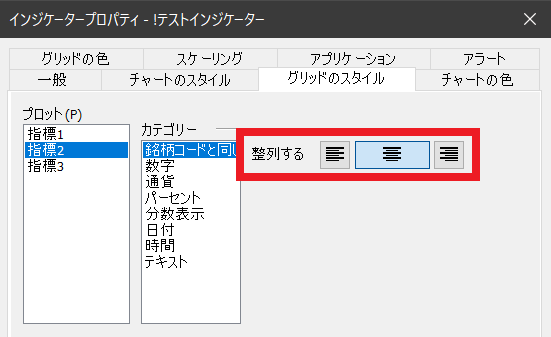 インジケータープロパティ - !テストインジケーター
グリッドの色 スケーリング アプリケーション アラート
一般 チャートのスタイル グリッドのスタイル チャートの色
プロット(P)
指標1
指標2
指標3
カテゴリー
銘柄コードと同じ
数字
通貨
パーセント
分数表示
日付
時間
テキスト
整列する